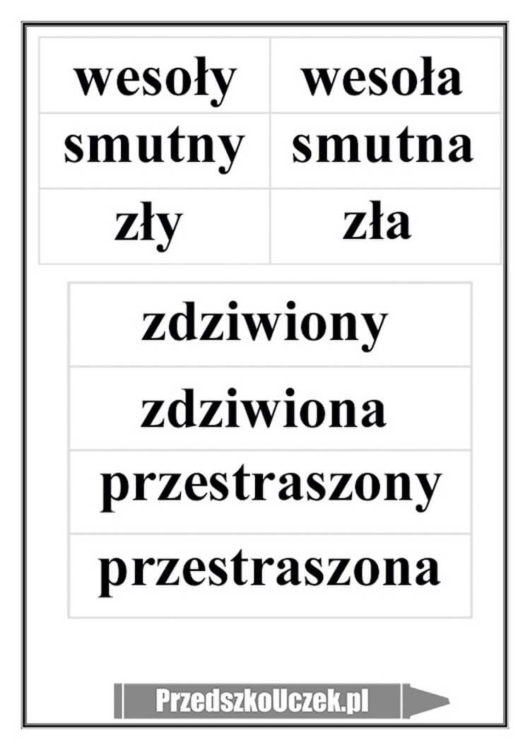 wesoły wesoła
smutny smutna
zły zła
zdziwiony
zdziwiona
przestraszony
przestraszona
PrzedszkoUczek.pl